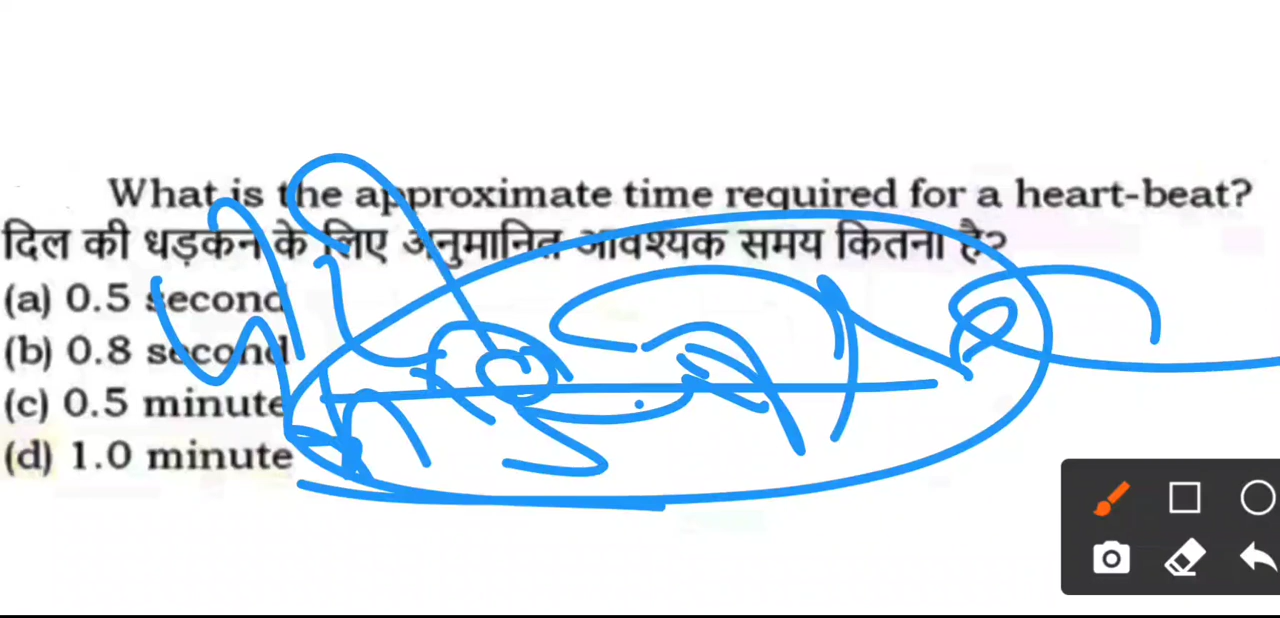 What is the approximate time required for a heart-beat?
दिल की धड़कन के लिए अनुमानित आवश्यक समय कितना है?
(a) 0.5 second
(b) 0.8 second
(c) 0.5 minute
(d) 1.0 minute